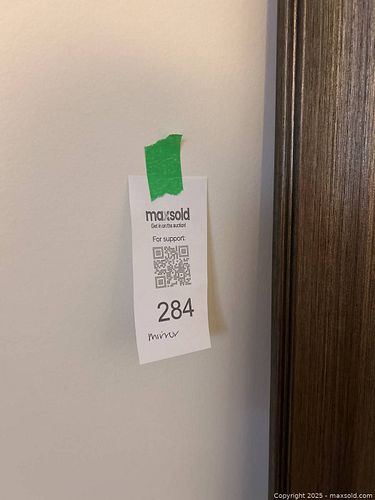 maxsold
Get in on the auction!
For support:
284
mirror
Copyright 2025 - maxsold.com